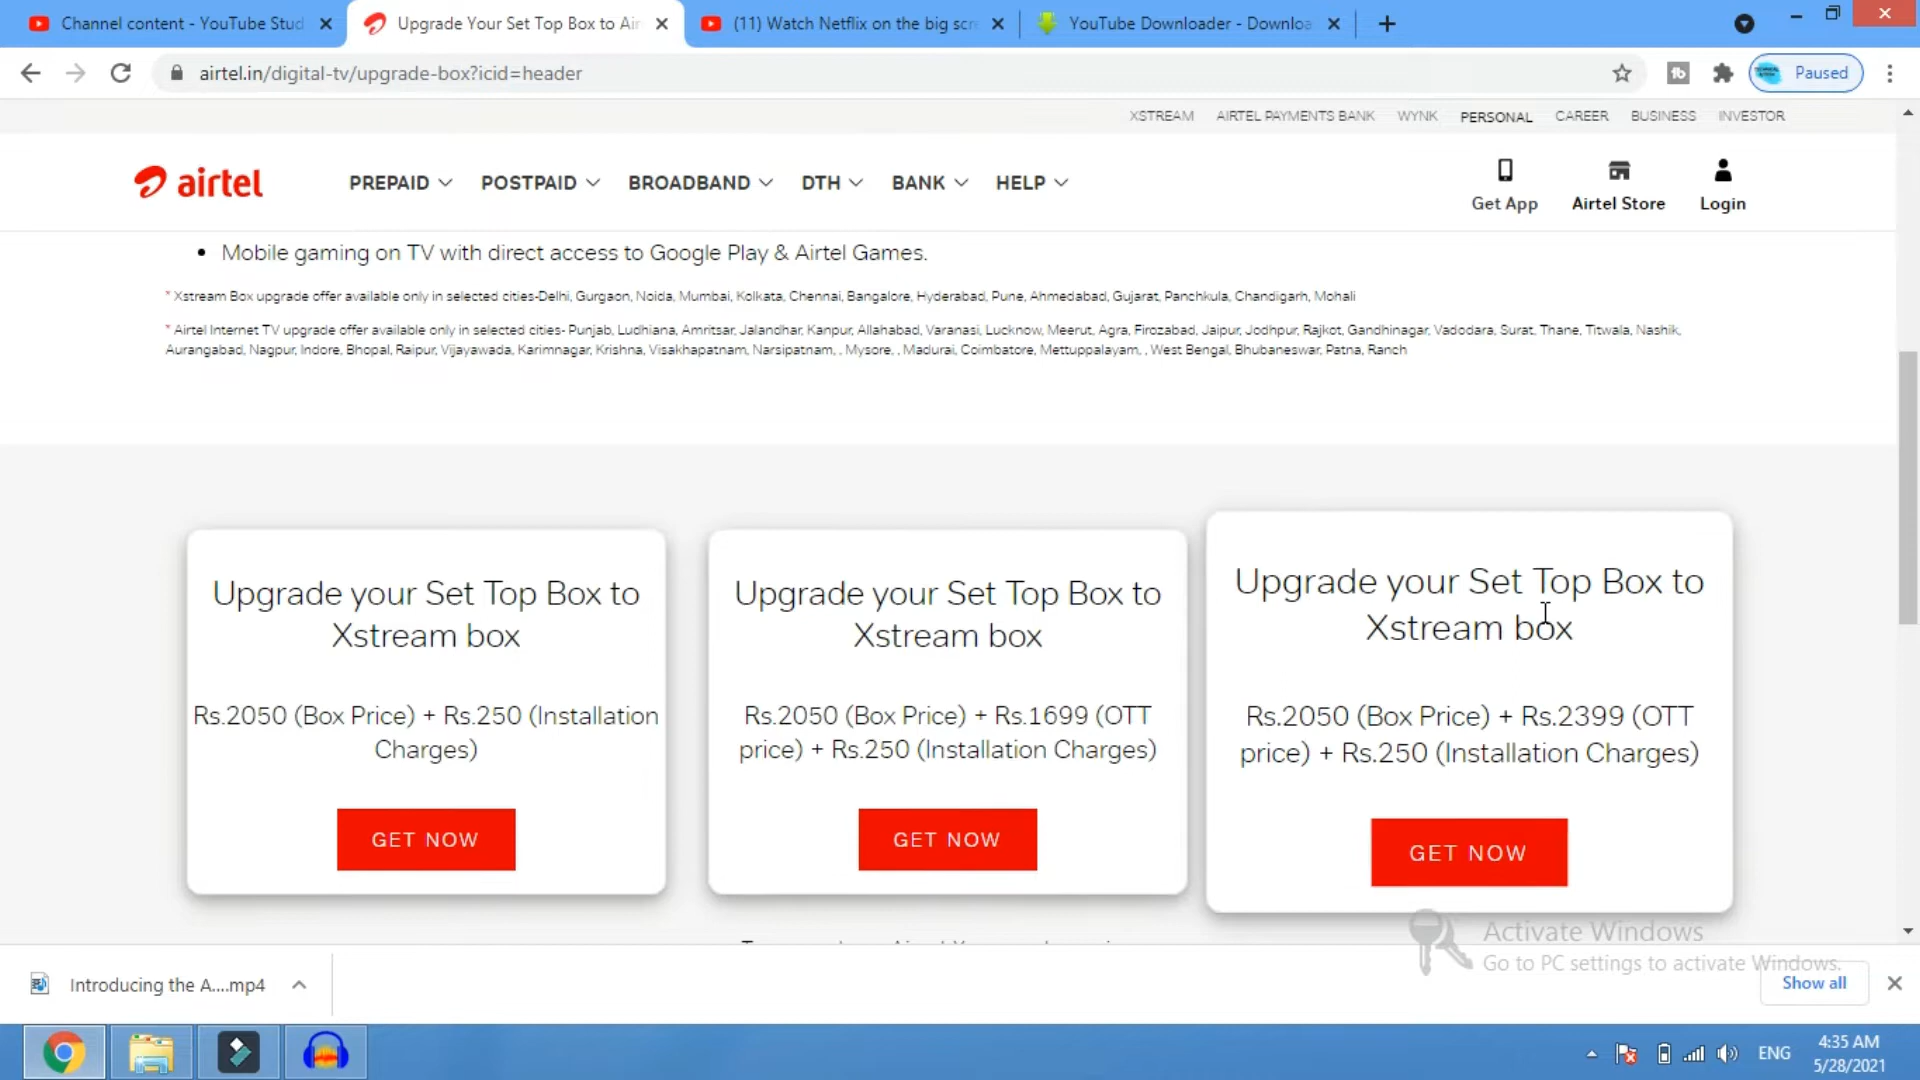 Channel content - YouTube Stud
Upgrade Your Set Top Box to Air
(11) Watch Netflix on the big scre
YouTube Downloader - Downloa
airtel.in/digital-tv/upgrade-box?icid=header
Paused
XSTREAM AIRTEL PAYMENTS BANK WYNK PERSONAL CAREER BUSINESS INVESTOR
airtel
PREPAID POSTPAID BROADBAND DTH BANK HELP
Get App Airtel Store Login
• Mobile gaming on TV with direct access to Google Play & Airtel Games.
* Xstream Box upgrade offer available only in selected cities-Delhi, Gurgaon, Noida, Mumbai, Kolkata, Chennai, Bangalore, Hyderabad, Pune, Ahmedabad, Gujarat, Panchkula, Chandigarh, Mohali
* Airtel Internet TV upgrade offer available only in selected cities- Punjab, Ludhiana, Amritsar, Jalandhar, Kanpur, Allahabad, Varanasi, Lucknow, Meerut, Agra, Firozabad, Jaipur, Jodhpur, Rajkot, Gandhinagar, Vadodara, Surat, Thane, Titwala, Nashik,
Aurangabad, Nagpur, Indore, Bhopal, Raipur, Vijayawada, Karimnagar, Krishna, Visakhapatnam, Narsipatnam, , Mysore, , Madurai, Coimbatore, Mettuppalayam, , West Bengal, Bhubaneswar, Patna, Ranch
Upgrade your Set Top Box to
Xstream box
Rs.2050 (Box Price) + Rs.250 (Installation
Charges)
GET NOW
Upgrade your Set Top Box to
Xstream box
Rs.2050 (Box Price) + Rs.1699 (OTT
price) + Rs.250 (Installation Charges)
GET NOW
Upgrade your Set Top Box to
Xstream box
Rs.2050 (Box Price) + Rs.2399 (OTT
price) + Rs.250 (Installation Charges)
GET NOW
Activate Windows
Go to PC settings to activate Windows.
Introducing the A....mp4
Show all
ENG
4:35 AM
5/28/2021